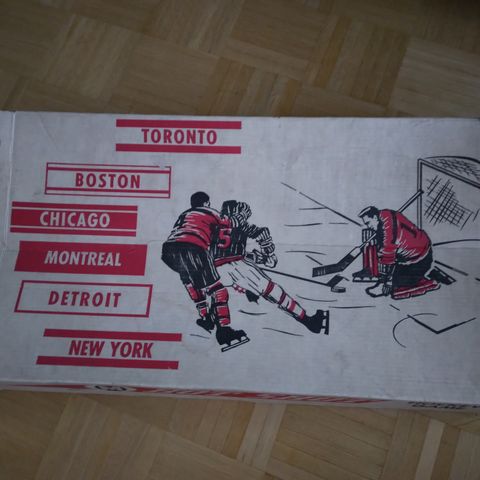 TORONTO
BOSTON
CHICAGO
MONTREAL
DETROIT
NEW YORK